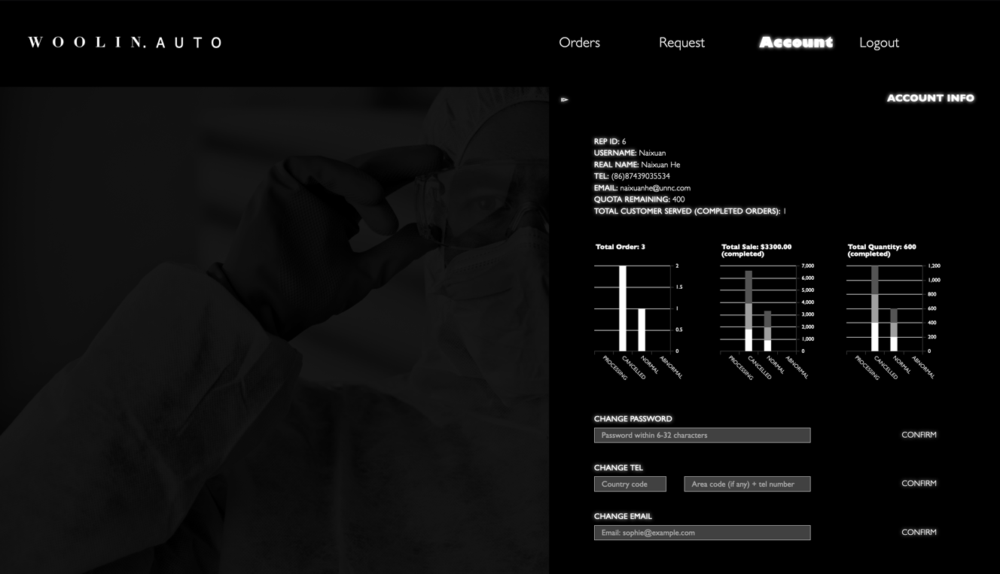 WOOLIN.AUTO
Orders Request Account Logout
ACCOUNT INFO
REP ID: 6
USERNAME: Naixuan
REAL NAME: Naixuan He
TEL: (86)87439035534
EMAIL: naixuanhe@unnc.com
QUOTA REMAINING: 400
TOTAL CUSTOMER SERVED (COMPLETED ORDERS): 1
Total Order: 3
2
1.5
1
0.5
0
PROCESSING
CANCELLED
NORMAL
ABNORMAL
Total Sale: $3300.00
(completed)
7,000
6,000
5,000
4,000
3,000
2,000
1,000
0
PROCESSING
CANCELLED
NORMAL
ABNORMAL
Total Quantity: 600
(completed)
1,200
1,000
800
600
400
200
0
PROCESSING
CANCELLED
NORMAL
ABNORMAL
CHANGE PASSWORD
Password within 6-32 characters CONFIRM
CHANGE TEL
Country code Area code (if any) + tel number CONFIRM
CHANGE EMAIL
Email: sophie@example.com CONFIRM